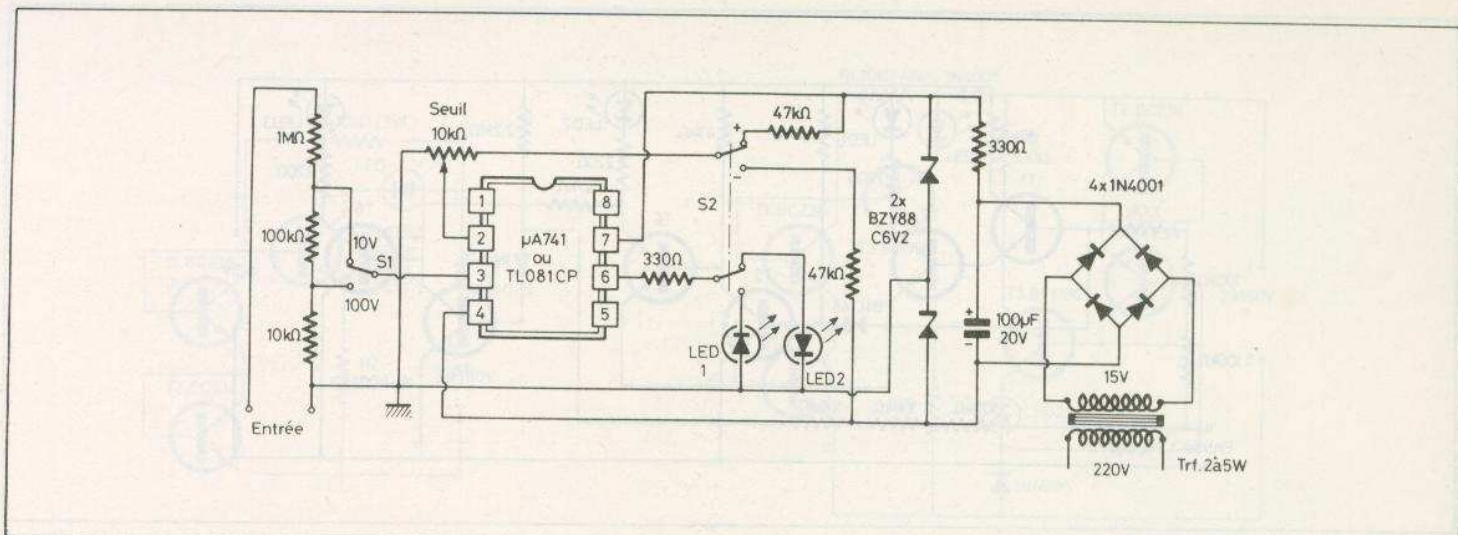 1MΩ
100kΩ
10kΩ
10V
S1
100V
Entrée
Seuil
10kΩ
1
2
3
4
8
7
6
5
µA741
ou
TL081CP
330Ω
S2
+
−
47kΩ
47kΩ
LED
1
LED2
2x
BZY88
C6V2
330Ω
+
100µF
20V
−
4x1N4001
15V
220V
Trf. 2à5W